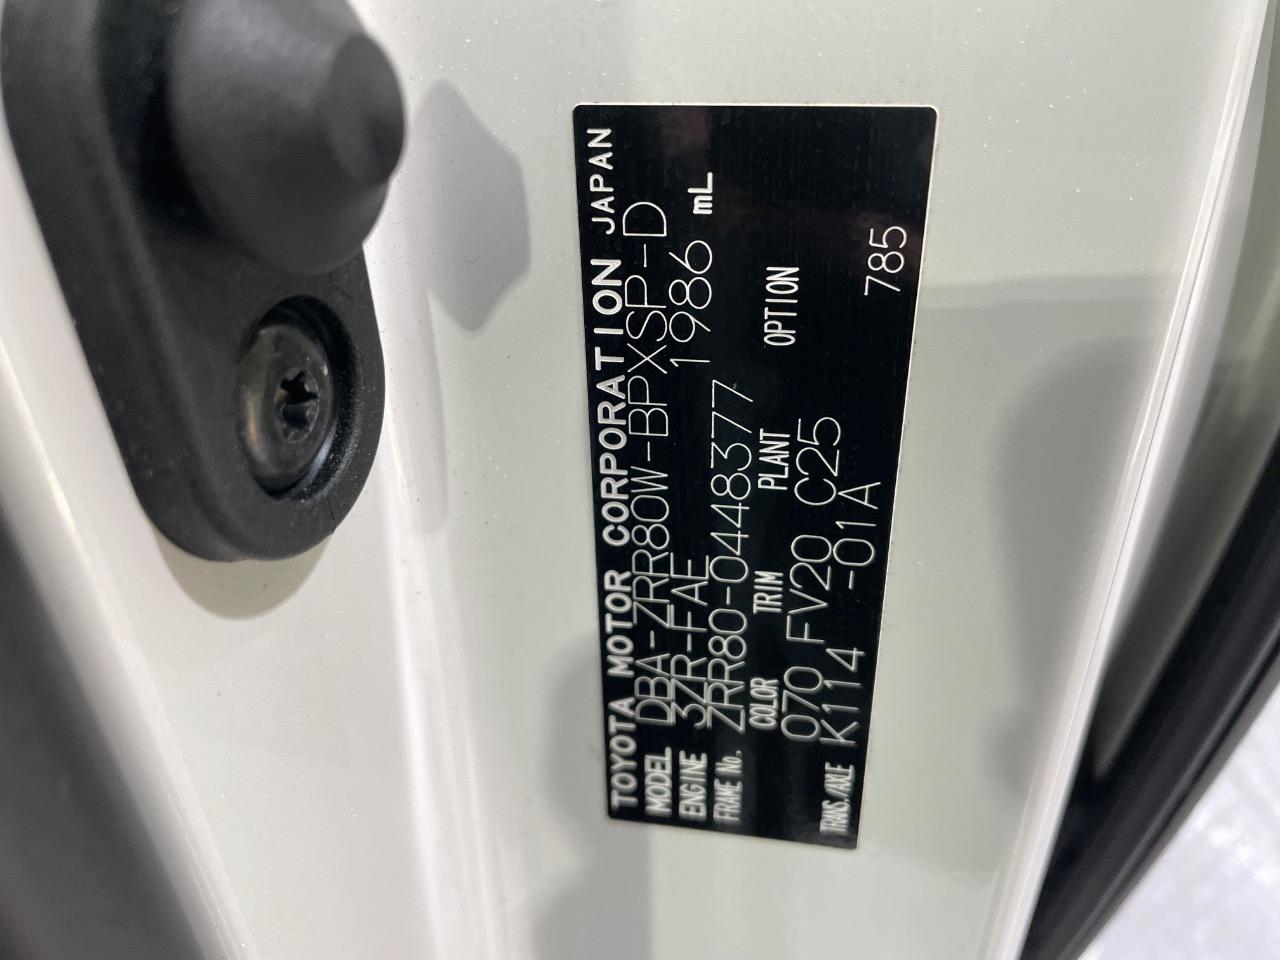 TOYOTA MOTOR CORPORATION JAPAN
MODEL DBA-ZRR80W-BPXSP-D
ENGINE 3ZR-FAE 1986 mL
FRAME No. ZRR80-0448377
COLOR TRIM PLANT OPTION
070 FV20 C25
TRANS./AXLE K114 -01A 785